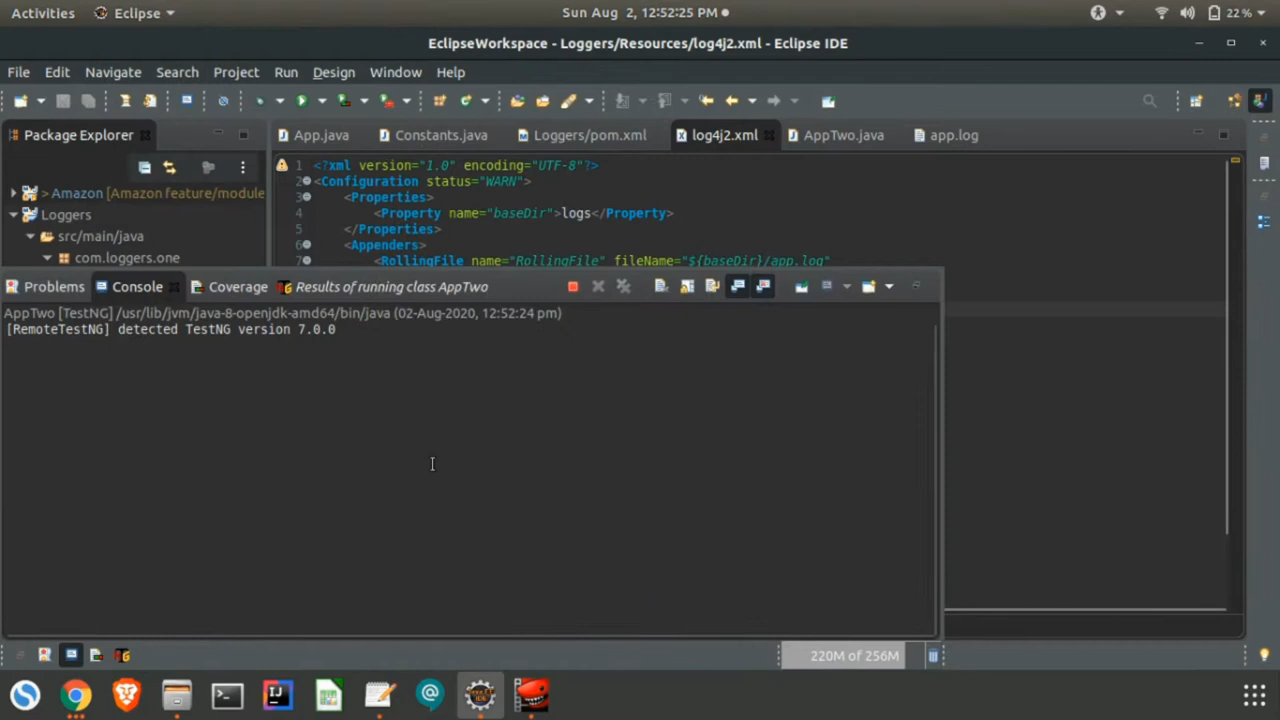 Activities Eclipse Sun Aug 2, 12:52:25 PM 22%
EclipseWorkspace - Loggers/Resources/log4j2.xml - Eclipse IDE
File Edit Navigate Search Project Run Design Window Help
Package Explorer App.java Constants.java Loggers/pom.xml log4j2.xml AppTwo.java app.log
1 <?xml version="1.0" encoding="UTF-8"?>
2 <Configuration status="WARN">
> Amazon [Amazon feature/module 3 <Properties>
Loggers 4 <Property name="baseDir">logs</Property>
src/main/java 5 </Properties>
6 <Appenders>
com.loggers.one 7 <RollingFile name="RollingFile" fileName="${baseDir}/app.log"
Problems Console Coverage Results of running class AppTwo
AppTwo [TestNG] /usr/lib/jvm/java-8-openjdk-amd64/bin/java (02-Aug-2020, 12:52:24 pm)
[RemoteTestNG] detected TestNG version 7.0.0
220M of 256M